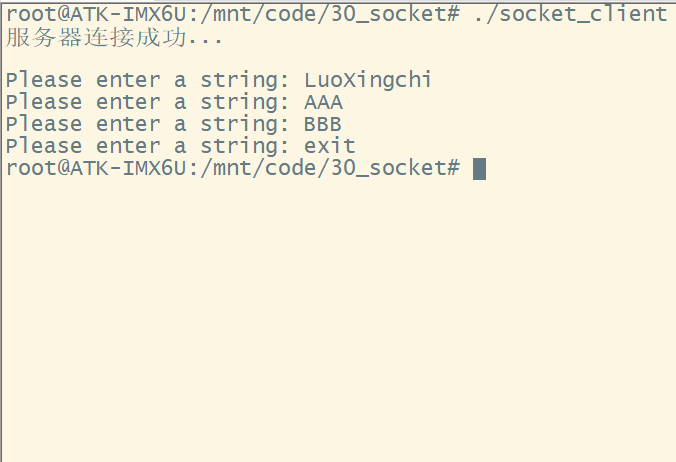 root@ATK-IMX6U:/mnt/code/30_socket# ./socket_client
服务器连接成功...
Please enter a string: LuoXingchi
Please enter a string: AAA
Please enter a string: BBB
Please enter a string: exit
root@ATK-IMX6U:/mnt/code/30_socket#